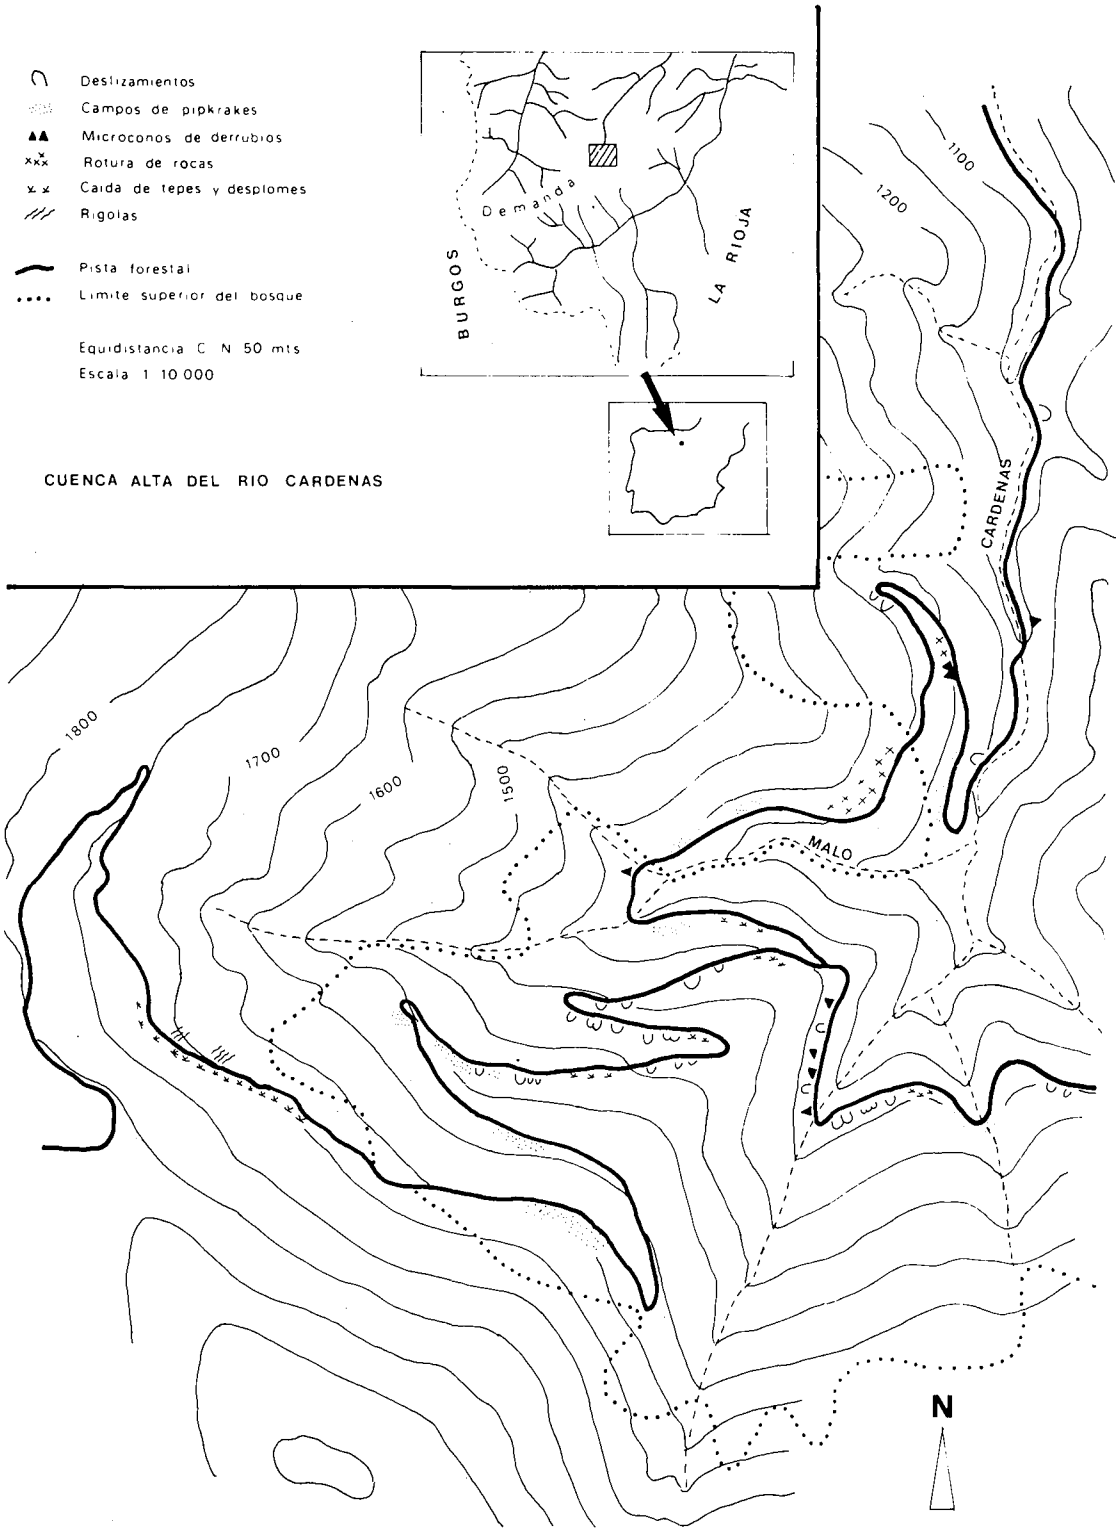 Deslizamientos
Campos de pipkrakes
Microconos de derrubios
Rotura de rocas
Caida de tepes y desplomes
Rigolas
Pista forestal
Limite superior del bosque
Equidistancia C N 50 mts
Escala 1 10 000
CUENCA ALTA DEL RIO CARDENAS
Demanda
BURGOS
LA RIOJA
1100
1200
CARDENAS
1800
1700
1600
1500
MALO
N